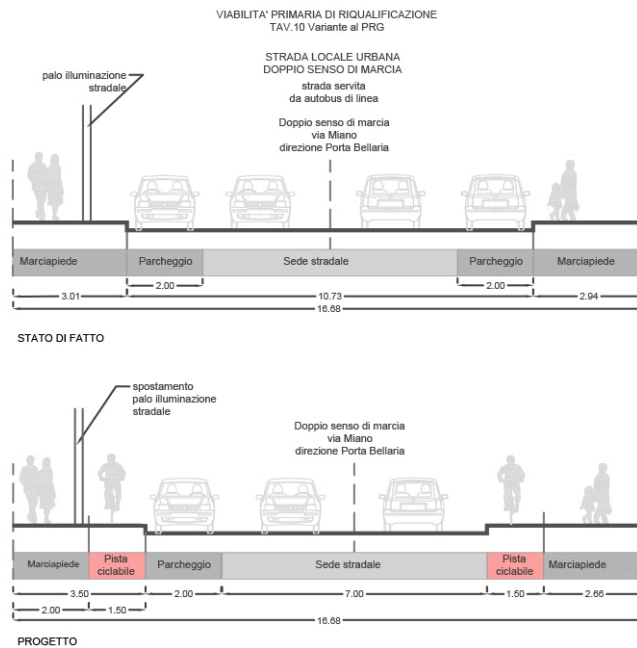 VIABILITA' PRIMARIA DI RIQUALIFICAZIONE
TAV.10 Variante al PRG
STRADA LOCALE URBANA
DOPPIO SENSO DI MARCIA
strada servita
da autobus di linea
palo illuminazione
stradale
Doppio senso di marcia
via Miano
direzione Porta Bellaria
Marciapiede Parcheggio Sede stradale Parcheggio Marciapiede
2.00 2.00
3.01 10.73 2.94
16.68
STATO DI FATTO
spostamento
palo illuminazione
stradale
Doppio senso di marcia
via Miano
direzione Porta Bellaria
Marciapiede Pista ciclabile Parcheggio Sede stradale Pista ciclabile Marciapiede
3.50 2.00 7.00 1.50 2.66
2.00 1.50
16.68
PROGETTO